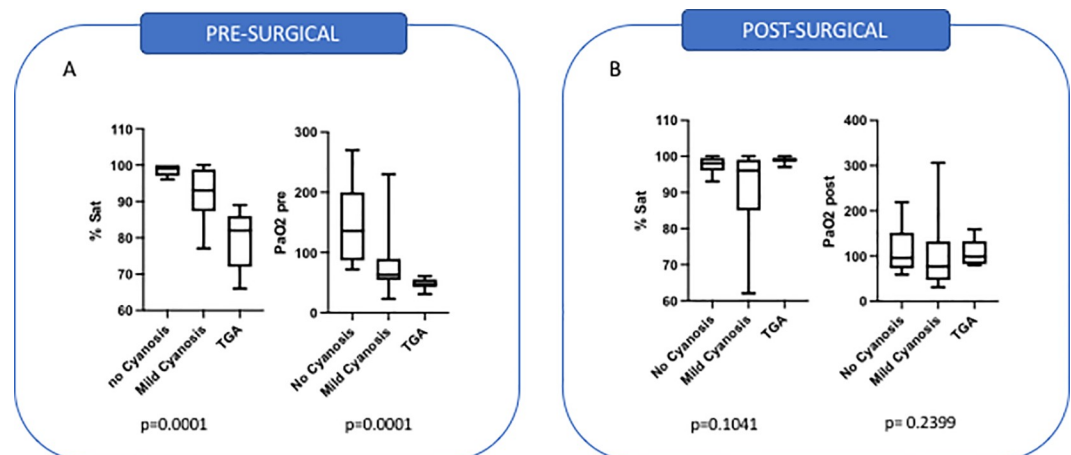 PRE-SURGICAL
A
110
100
90
80
70
60
% Sat
no Cyanosis
Mild Cyanosis
TGA
p=0.0001
300
200
100
0
PaO2 pre
No Cyanosis
Mild Cyanosis
TGA
p=0.0001
POST-SURGICAL
B
110
100
90
80
70
60
% Sat
No Cyanosis
Mild Cyanosis
TGA
p=0.1041
400
300
200
100
0
PaO2 post
No Cyanosis
Mild Cyanosis
TGA
p= 0.2399